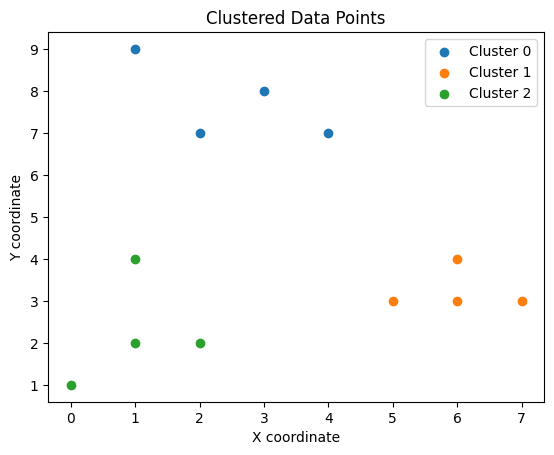 Clustered Data Points
Cluster 0
Cluster 1
Cluster 2
Y coordinate
9
8
7
6
5
4
3
2
1
0 1 2 3 4 5 6 7
X coordinate